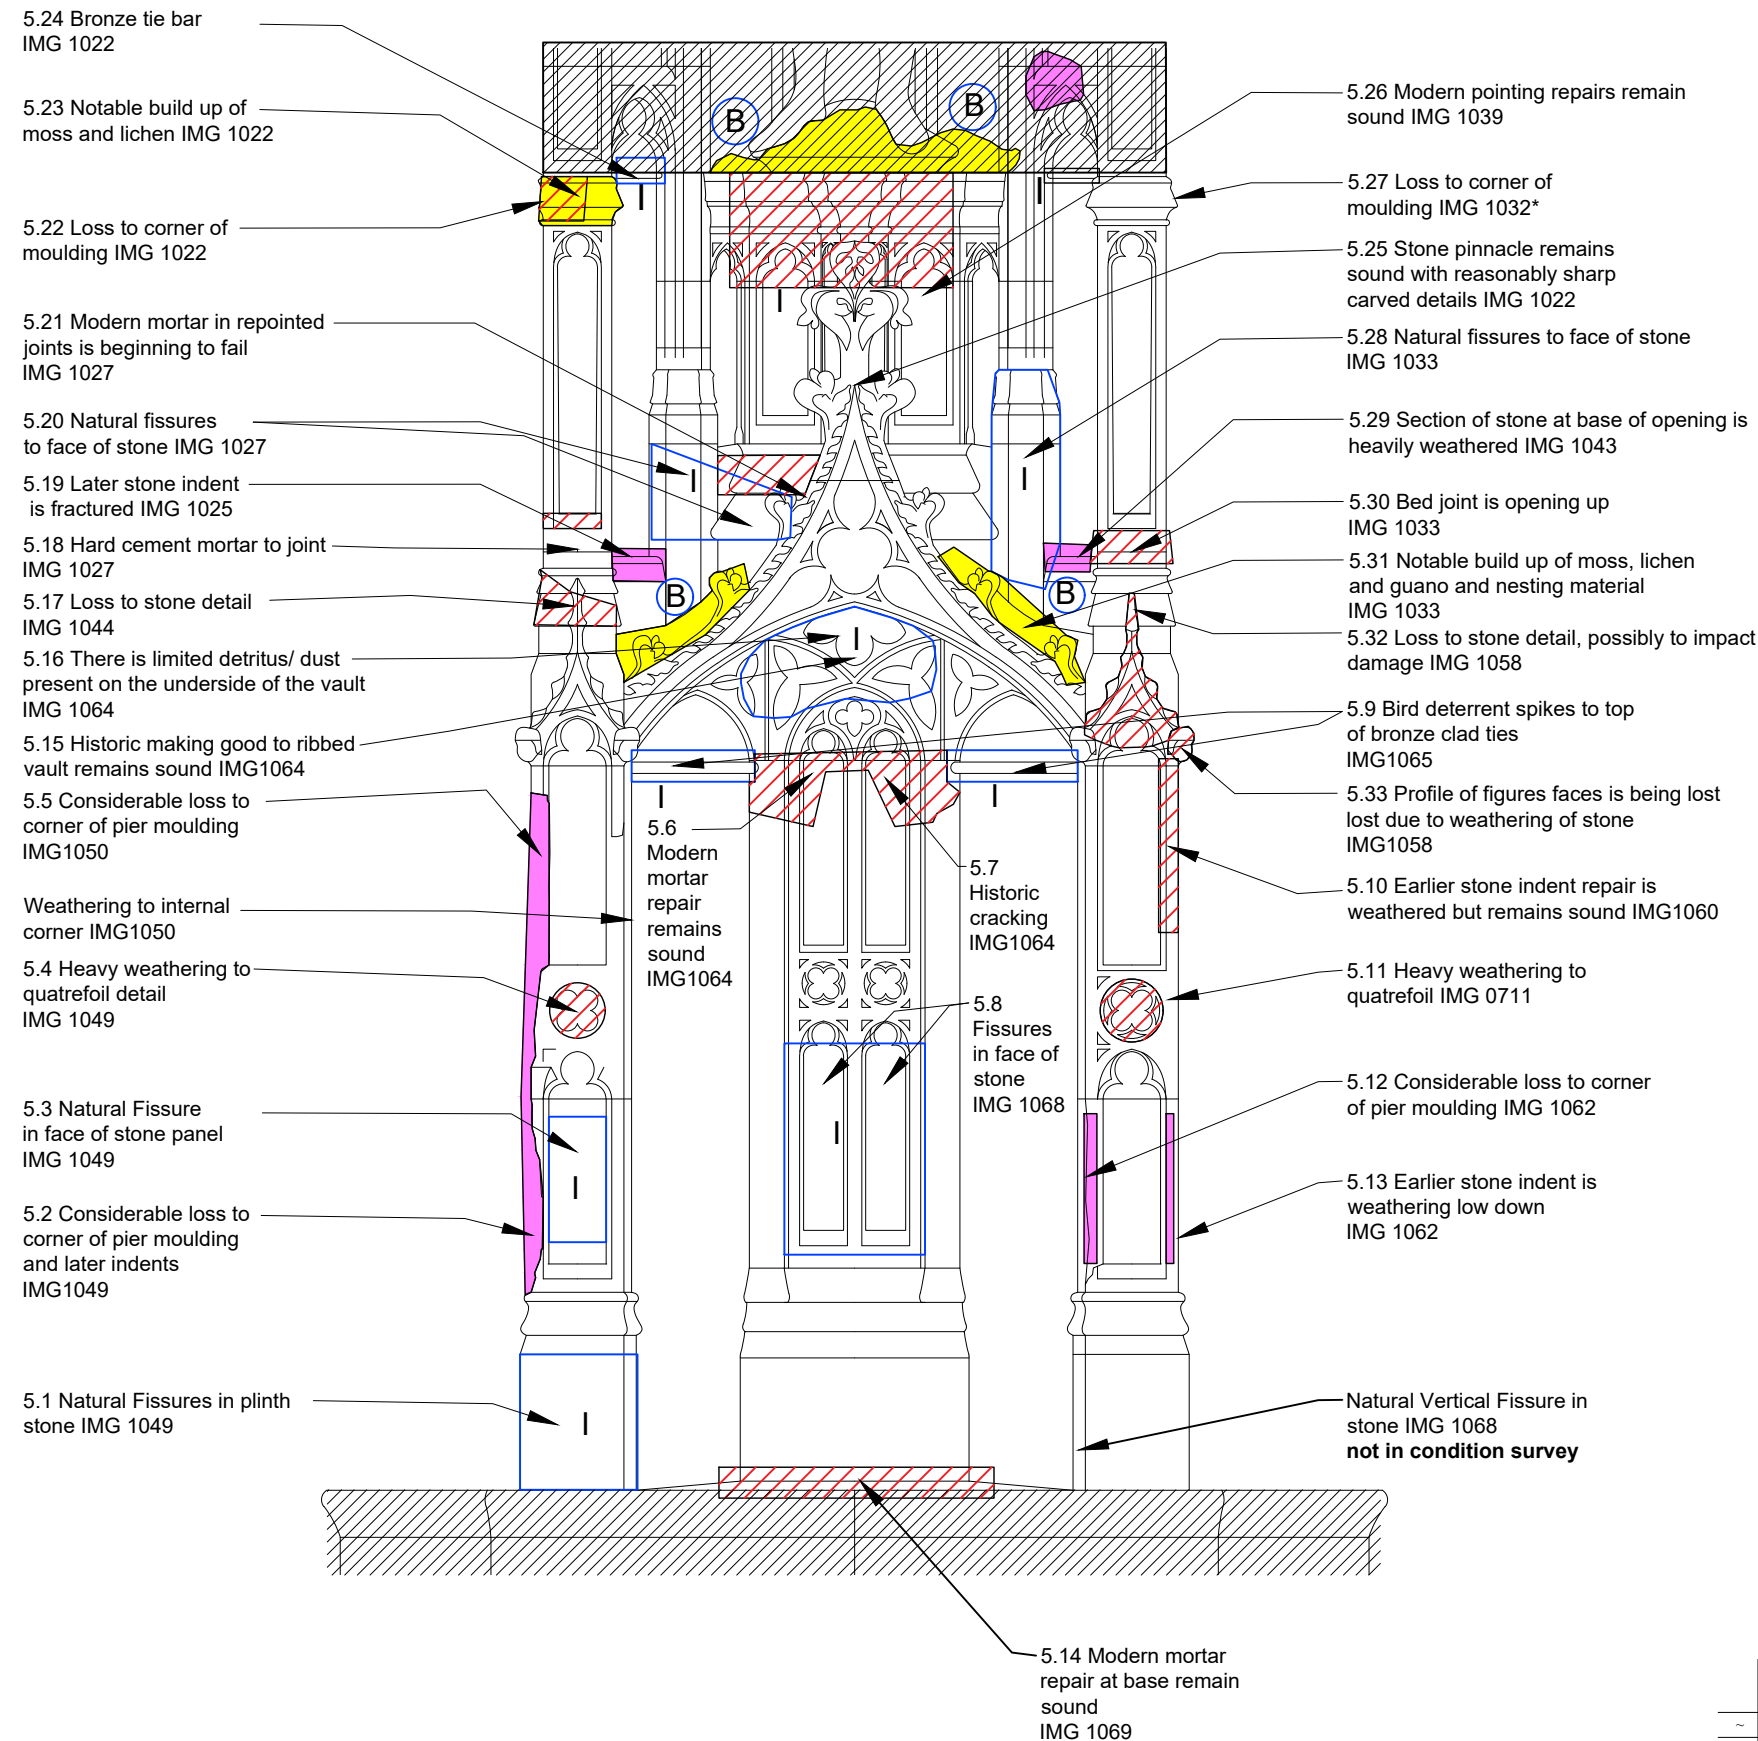 5.24 Bronze tie bar
IMG 1022
5.23 Notable build up of
moss and lichen IMG 1022
5.22 Loss to corner of
moulding IMG 1022
5.21 Modern mortar in repointed
joints is beginning to fail
IMG 1027
5.20 Natural fissures
to face of stone IMG 1027
5.19 Later stone indent
is fractured IMG 1025
5.18 Hard cement mortar to joint
IMG 1027
5.17 Loss to stone detail
IMG 1044
5.16 There is limited detritus/ dust
present on the underside of the vault
IMG 1064
5.15 Historic making good to ribbed
vault remains sound IMG1064
5.5 Considerable loss to
corner of pier moulding
IMG1050
Weathering to internal
corner IMG1050
5.4 Heavy weathering to
quatrefoil detail
IMG 1049
5.3 Natural Fissure
in face of stone panel
IMG 1049
5.2 Considerable loss to
corner of pier moulding
and later indents
IMG1049
5.1 Natural Fissures in plinth
stone IMG 1049
B
B
I
I
I
I
I
B
B
I
I
I
5.6
Modern
mortar
repair
remains
sound
IMG1064
5.7
Historic
cracking
IMG1064
5.8
Fissures
in face of
stone
IMG 1068
I
I
I
5.14 Modern mortar
repair at base remain
sound
IMG 1069
5.26 Modern pointing repairs remain
sound IMG 1039
5.27 Loss to corner of
moulding IMG 1032*
5.25 Stone pinnacle remains
sound with reasonably sharp
carved details IMG 1022
5.28 Natural fissures to face of stone
IMG 1033
5.29 Section of stone at base of opening is
heavily weathered IMG 1043
5.30 Bed joint is opening up
IMG 1033
5.31 Notable build up of moss, lichen
and guano and nesting material
IMG 1033
5.32 Loss to stone detail, possibly to impact
damage IMG 1058
5.9 Bird deterrent spikes to top
of bronze clad ties
IMG1065
5.33 Profile of figures faces is being lost
lost due to weathering of stone
IMG1058
5.10 Earlier stone indent repair is
weathered but remains sound IMG1060
5.11 Heavy weathering to
quatrefoil IMG 0711
5.12 Considerable loss to corner
of pier moulding IMG 1062
5.13 Earlier stone indent is
weathering low down
IMG 1062
Natural Vertical Fissure in
stone IMG 1068
not in condition survey
~